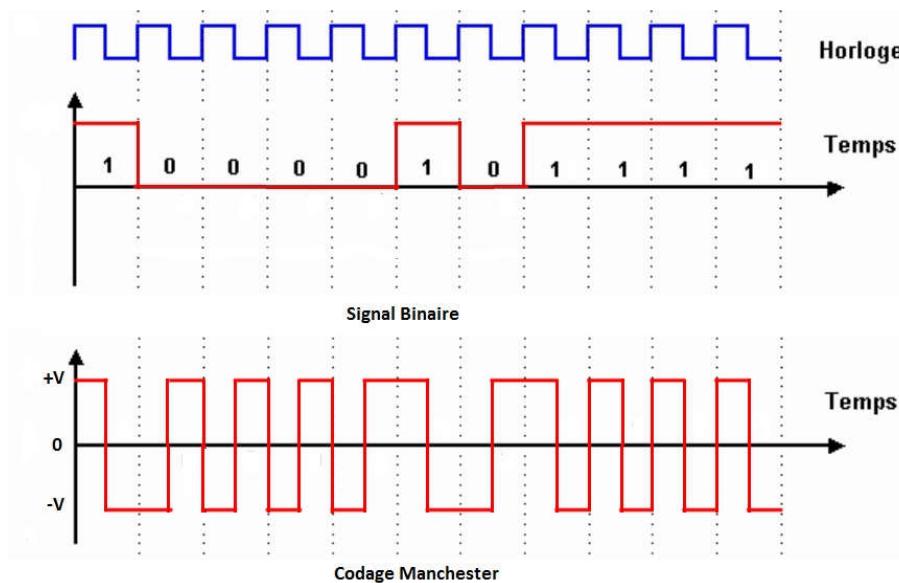 Horloge
Temps
1 0 0 0 0 1 0 1 1 1 1
Signal Binaire
+V
Temps
0
-V
Codage Manchester